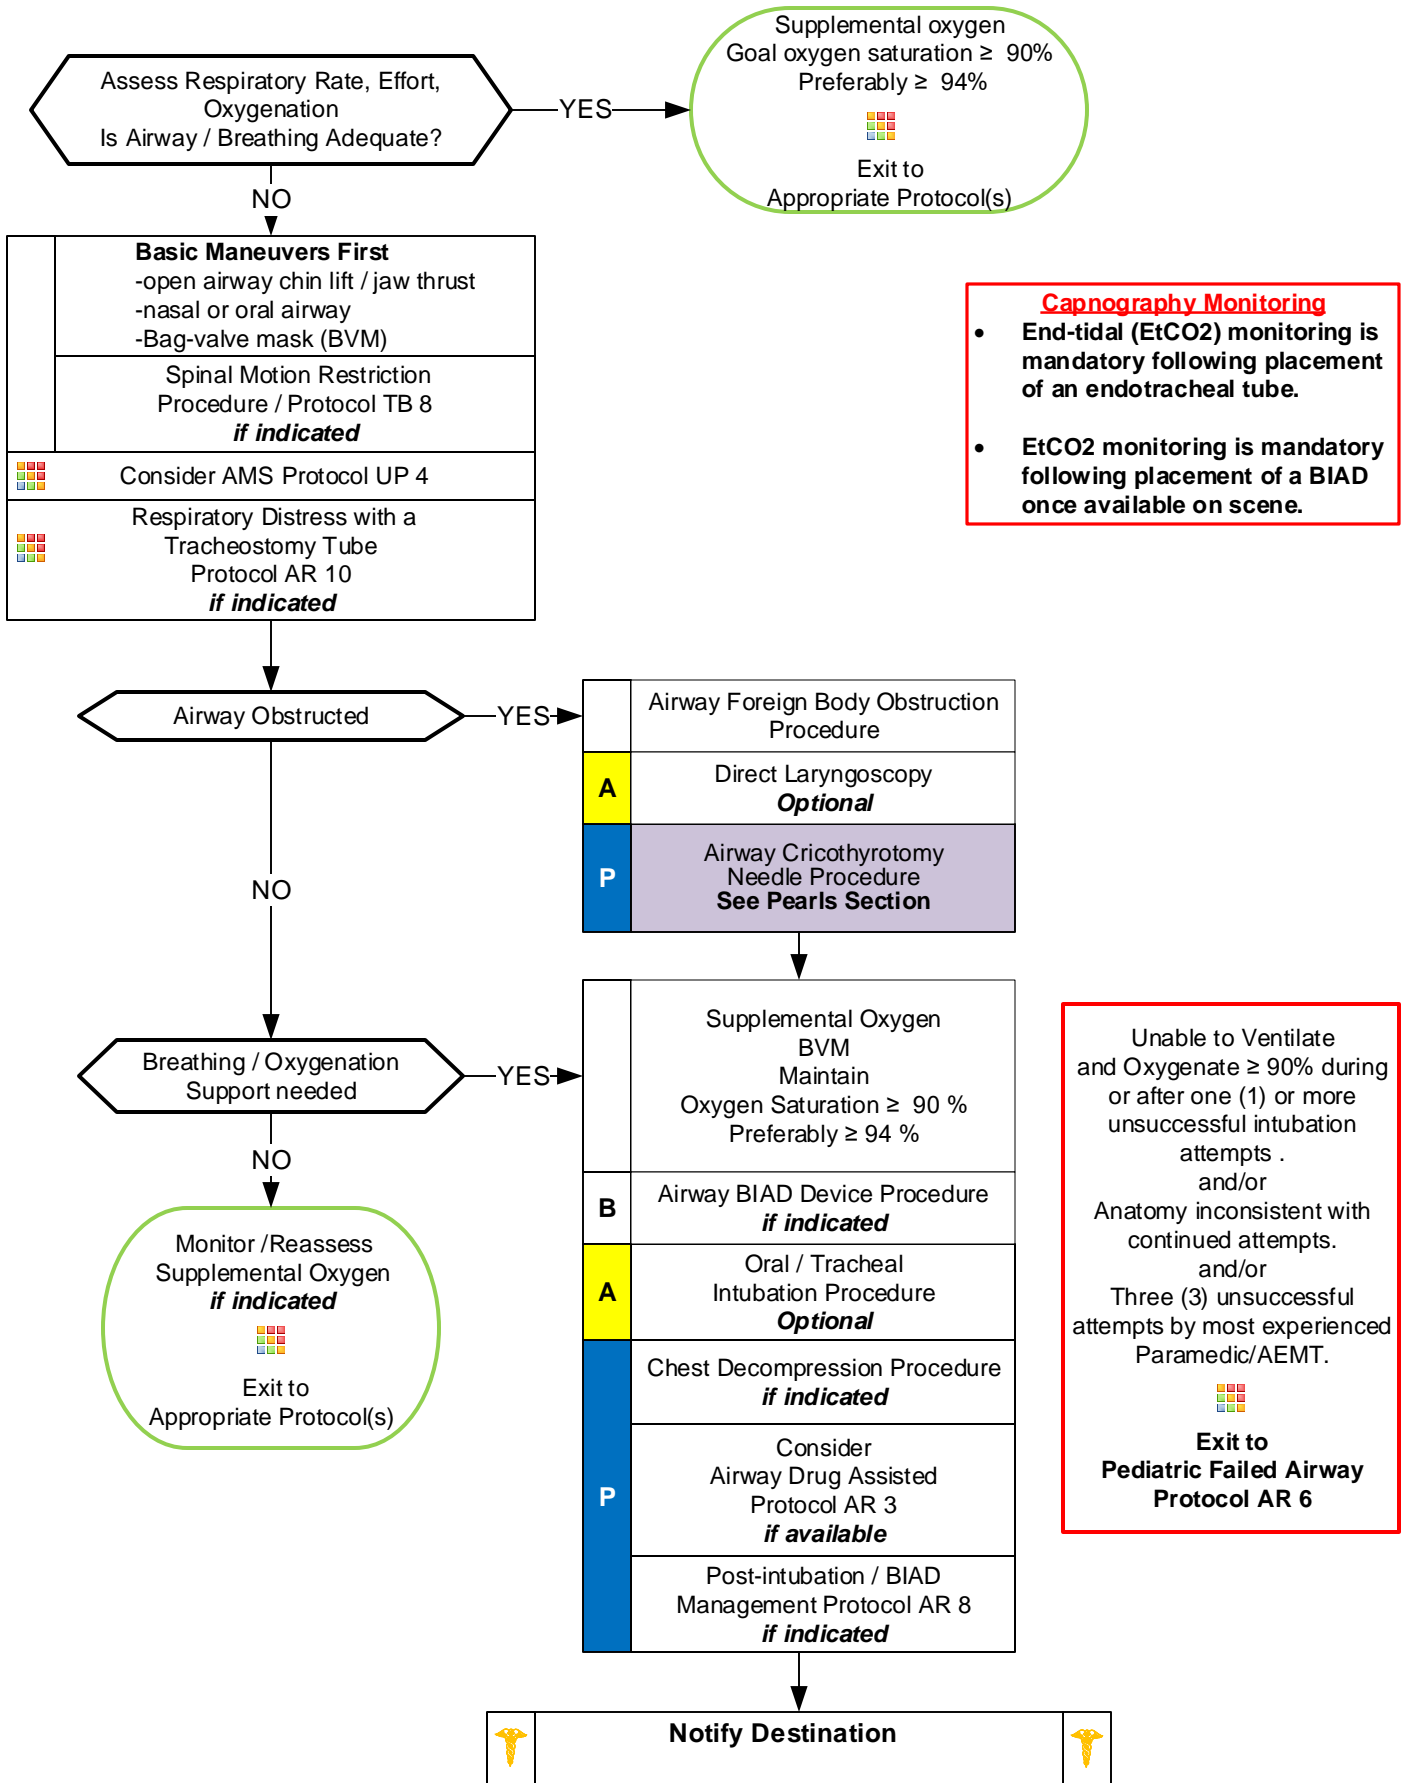 Assess Respiratory Rate, Effort,
Oxygenation
Is Airway / Breathing Adequate?
YES
Supplemental oxygen
Goal oxygen saturation ≥ 90%
Preferably ≥ 94%
Exit to
Appropriate Protocol(s)
NO
Basic Maneuvers First
-open airway chin lift / jaw thrust
-nasal or oral airway
-Bag-valve mask (BVM)
Spinal Motion Restriction
Procedure / Protocol TB 8
if indicated
Consider AMS Protocol UP 4
Respiratory Distress with a
Tracheostomy Tube
Protocol AR 10
if indicated
Capnography Monitoring
• End-tidal (EtCO2) monitoring is
mandatory following placement
of an endotracheal tube.
• EtCO2 monitoring is mandatory
following placement of a BIAD
once available on scene.
Airway Obstructed
YES
Airway Foreign Body Obstruction
Procedure
A
Direct Laryngoscopy
Optional
P
Airway Cricothyrotomy
Needle Procedure
See Pearls Section
NO
Breathing / Oxygenation
Support needed
YES
Supplemental Oxygen
BVM
Maintain
Oxygen Saturation ≥ 90 %
Preferably ≥ 94 %
B
Airway BIAD Device Procedure
if indicated
A
Oral / Tracheal
Intubation Procedure
Optional
P
Chest Decompression Procedure
if indicated
Consider
Airway Drug Assisted
Protocol AR 3
if available
Post-intubation / BIAD
Management Protocol AR 8
if indicated
NO
Monitor /Reassess
Supplemental Oxygen
if indicated
Exit to
Appropriate Protocol(s)
Unable to Ventilate
and Oxygenate ≥ 90% during
or after one (1) or more
unsuccessful intubation
attempts .
and/or
Anatomy inconsistent with
continued attempts.
and/or
Three (3) unsuccessful
attempts by most experienced
Paramedic/AEMT.
Exit to
Pediatric Failed Airway
Protocol AR 6
Notify Destination